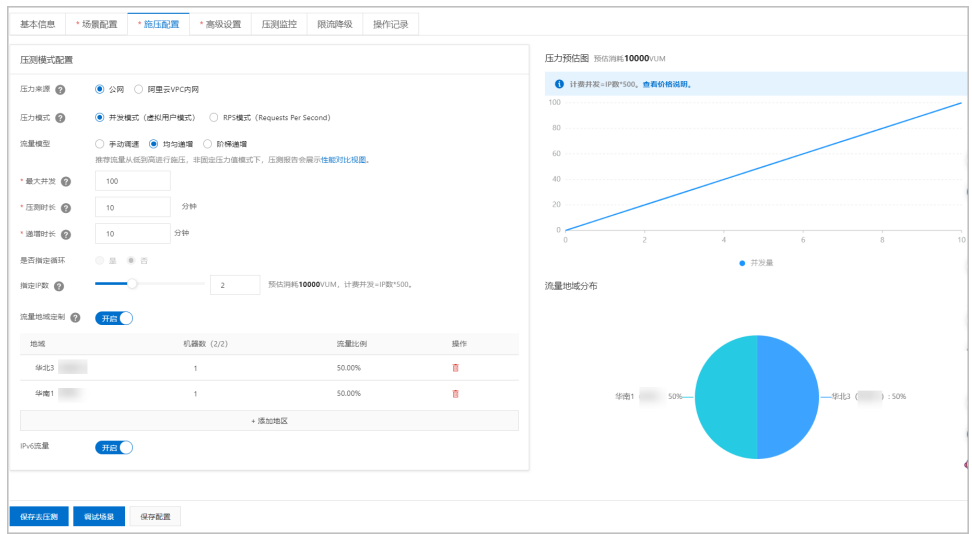 基本信息 * 场景配置 * 施压配置 * 高级设置 压测监控 限流降级 操作记录
压测模式配置
压力来源 ? 公网 阿里云VPC内网
压力模式 ? 并发模式（虚拟用户模式） RPS模式（Requests Per Second）
流量模型 手动调速 均匀递增 阶梯递增
推荐流量从低到高进行施压，非固定压力值模式下，压测报告会展示性能对比视图。
* 最大并发 ? 100
* 压测时长 ? 10 分钟
* 递增时长 ? 10 分钟
是否指定循环 是 否
指定IP数 ? 2 预估消耗10000VUM，计费并发=IP数*500。
流量地域定制 ? 开启
地域 机器数（2/2） 流量比例 操作
华北3 1 50.00%
华南1 1 50.00%
+ 添加地区
IPv6流量 开启
保存去压测 调试场景 保存配置
压力预估图 预估消耗10000VUM
计费并发=IP数*500。查看价格说明。
100
80
60
40
20
0
0 2 4 6 8 10
并发量
流量地域分布
华南1 50%
华北3（ ）: 50%